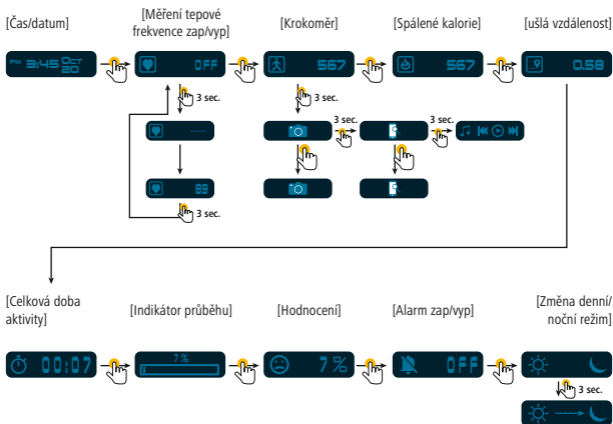 [Čas/datum]
[Měření tepové
frekvence zap/vyp]
[Krokoměr]
[Spálené kalorie]
[ušlá vzdálenost]
PM 3:45 OCT
20
OFF
567
567
0.58
3 sec.
3 sec.
----
3 sec.
3 sec.
89
3 sec.
[Celková doba
aktivity]
[Indikátor průběhu]
[Hodnocení]
[Alarm zap/vyp]
[Změna denní/
noční režim]
00:07
7%
7%
OFF
3 sec.